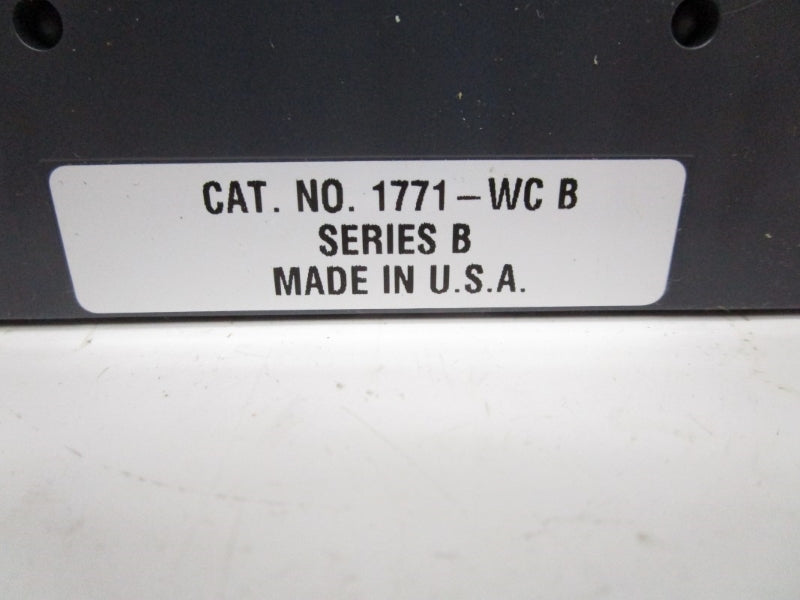 CAT. NO. 1771-WC B
SERIES B
MADE IN U.S.A.